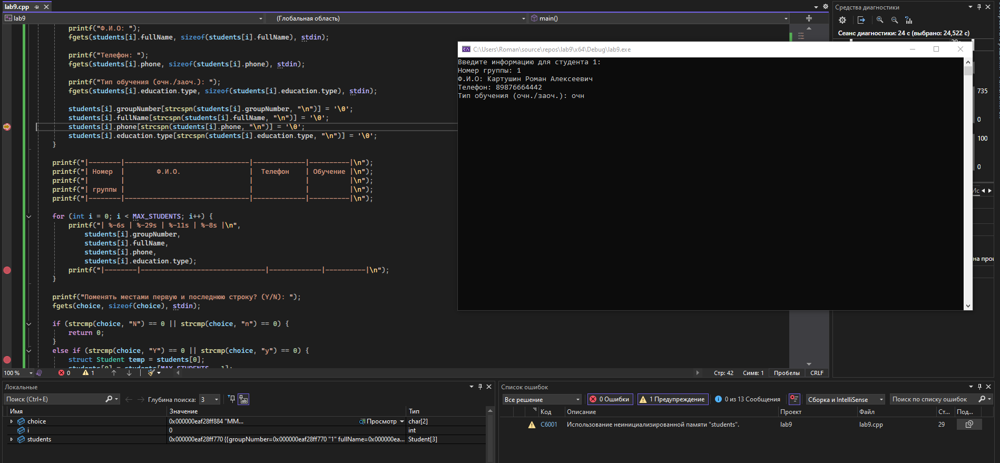 lab9.cpp
lab9
(Глобальная область)
main()
printf("Ф.И.О: ");
fgets(students[i].fullName, sizeof(students[i].fullName), stdin);
printf("Телефон: ");
fgets(students[i].phone, sizeof(students[i].phone), stdin);
printf("Тип обучения (очн./заоч.): ");
fgets(students[i].education.type, sizeof(students[i].education.type), stdin);
students[i].groupNumber[strcspn(students[i].groupNumber, "\n")] = '\0';
students[i].fullName[strcspn(students[i].fullName, "\n")] = '\0';
students[i].phone[strcspn(students[i].phone, "\n")] = '\0';
students[i].education.type[strcspn(students[i].education.type, "\n")] = '\0';
}
printf("|--------|-------------------------------|-------------|----------|\n");
printf("| Номер  |        Ф.И.О.                 |  Телефон    | Обучение |\n");
printf("|        |                               |             |          |\n");
printf("| группы |                               |             |          |\n");
printf("|--------|-------------------------------|-------------|----------|\n");
for (int i = 0; i < MAX_STUDENTS; i++) {
printf("| %-6s | %-29s | %-11s | %-8s |\n",
students[i].groupNumber,
students[i].fullName,
students[i].phone,
students[i].education.type);
printf("|--------|-------------------------------|-------------|----------|\n");
}
printf("Поменять местами первую и последнюю строку? (Y/N): ");
fgets(choice, sizeof(choice), stdin);
if (strcmp(choice, "N") == 0 || strcmp(choice, "n") == 0) {
return 0;
}
else if (strcmp(choice, "Y") == 0 || strcmp(choice, "y") == 0) {
struct Student temp = students[0];
students[0] = students[MAX_STUDENTS - 1];
100 %
0
1
Стр: 42
Симв: 1
Пробелы
CRLF
C:\Users\Roman\source\repos\lab9\x64\Debug\lab9.exe
Введите информацию для студента 1:
Номер группы: 1
Ф.И.О: Картушин Роман Алексеевич
Телефон: 89876664442
Тип обучения (очн./заоч.): очн
Средства диагностики
Сеанс диагностики: 24 с (выбрано: 24,522 с)
735
0
100
0
Ис
на прои
Локальные
Поиск (Ctrl+E)
Глубина поиска: 3
Имя Значение Тип
choice 0x000000eaf28ff884 "ММ... Просмотр char[2]
i 0 int
students 0x000000eaf28ff770 {{groupNumber=0x000000eaf28ff770 "1" fullName=0x000000ea... Student[3]
Список ошибок
Все решение
0 Ошибки
1 Предупреждение
0 из 13 Сообщения
Сборка и IntelliSense
Поиск по списку ошибок
Код Описание Проект Файл Ст... Под...
C6001 Использование неинициализированной памяти "students". lab9 lab9.cpp 29